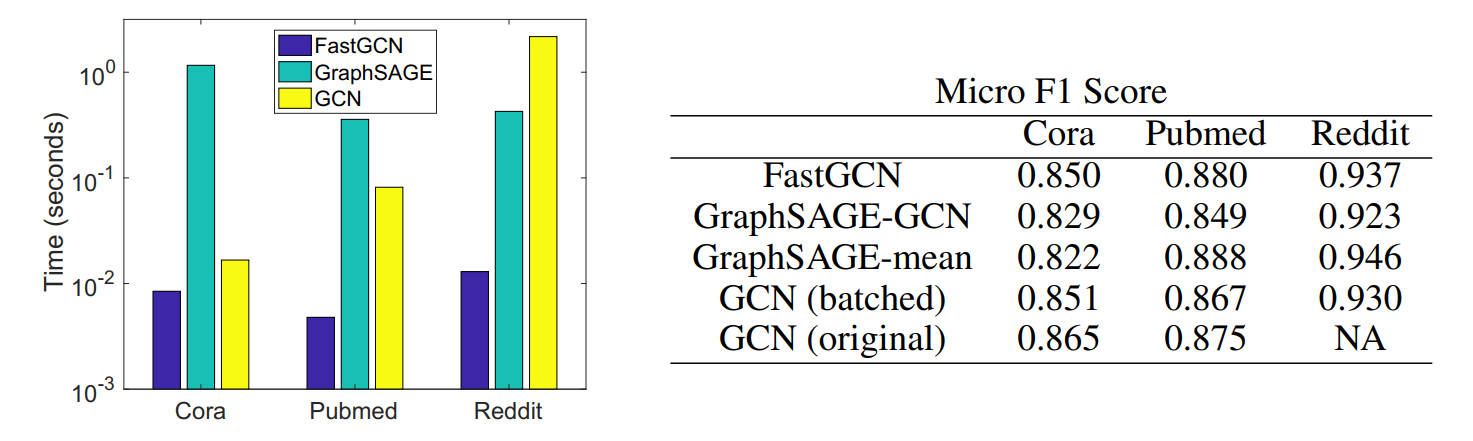 FastGCN
GraphSAGE
GCN
Time (seconds)
10^0
10^-1
10^-2
10^-3
Cora Pubmed Reddit
Micro F1 Score
Cora Pubmed Reddit
FastGCN 0.850 0.880 0.937
GraphSAGE-GCN 0.829 0.849 0.923
GraphSAGE-mean 0.822 0.888 0.946
GCN (batched) 0.851 0.867 0.930
GCN (original) 0.865 0.875 NA